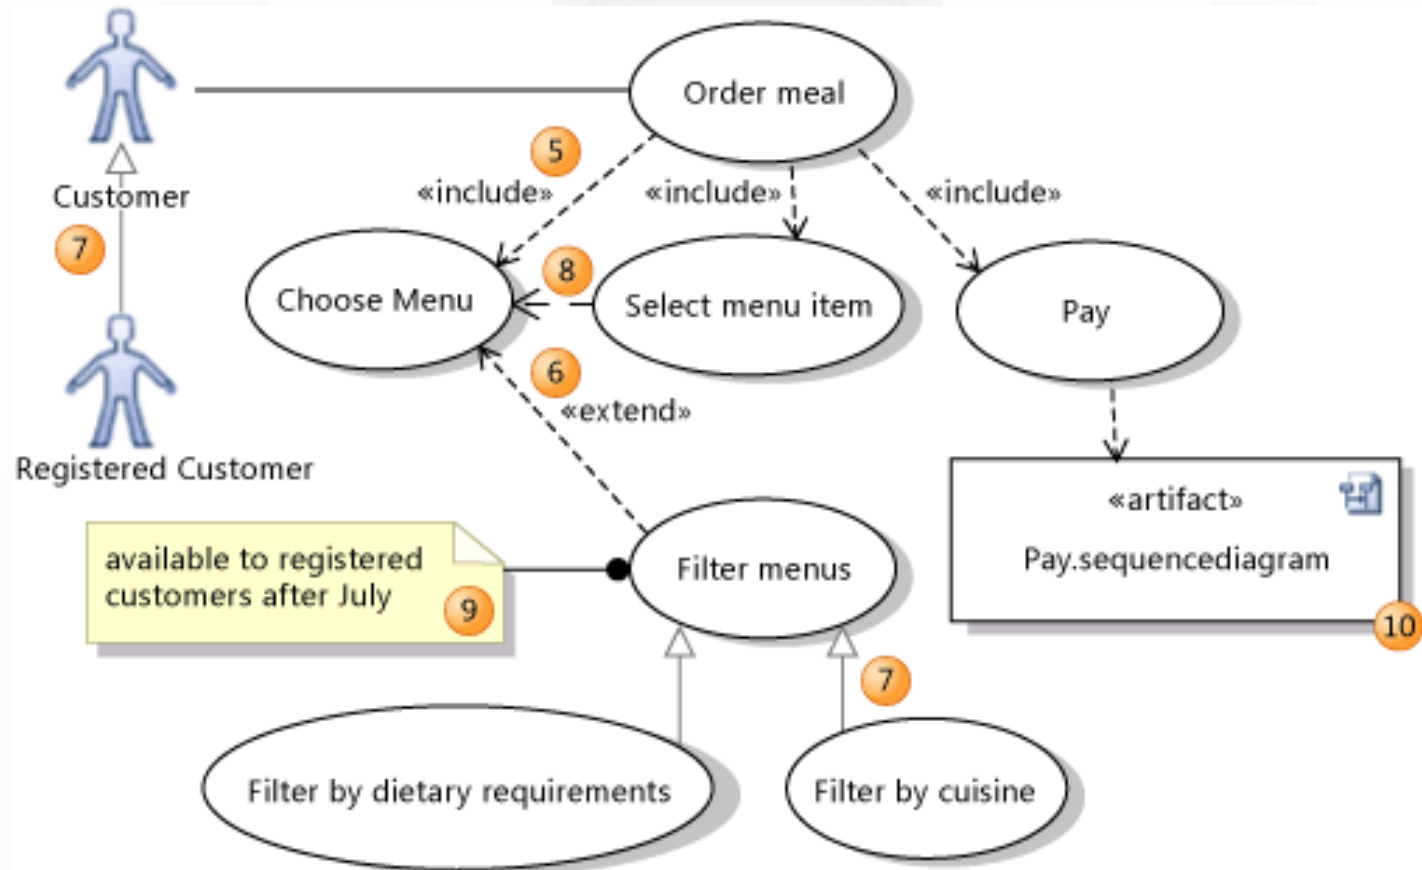 Order meal
5
«include»
«include»
«include»
Customer
7
8
Choose Menu
Select menu item
Pay
6
«extend»
Registered Customer
«artifact»
Pay.sequencediagram
10
available to registered
customers after July
9
Filter menus
7
Filter by dietary requirements
Filter by cuisine